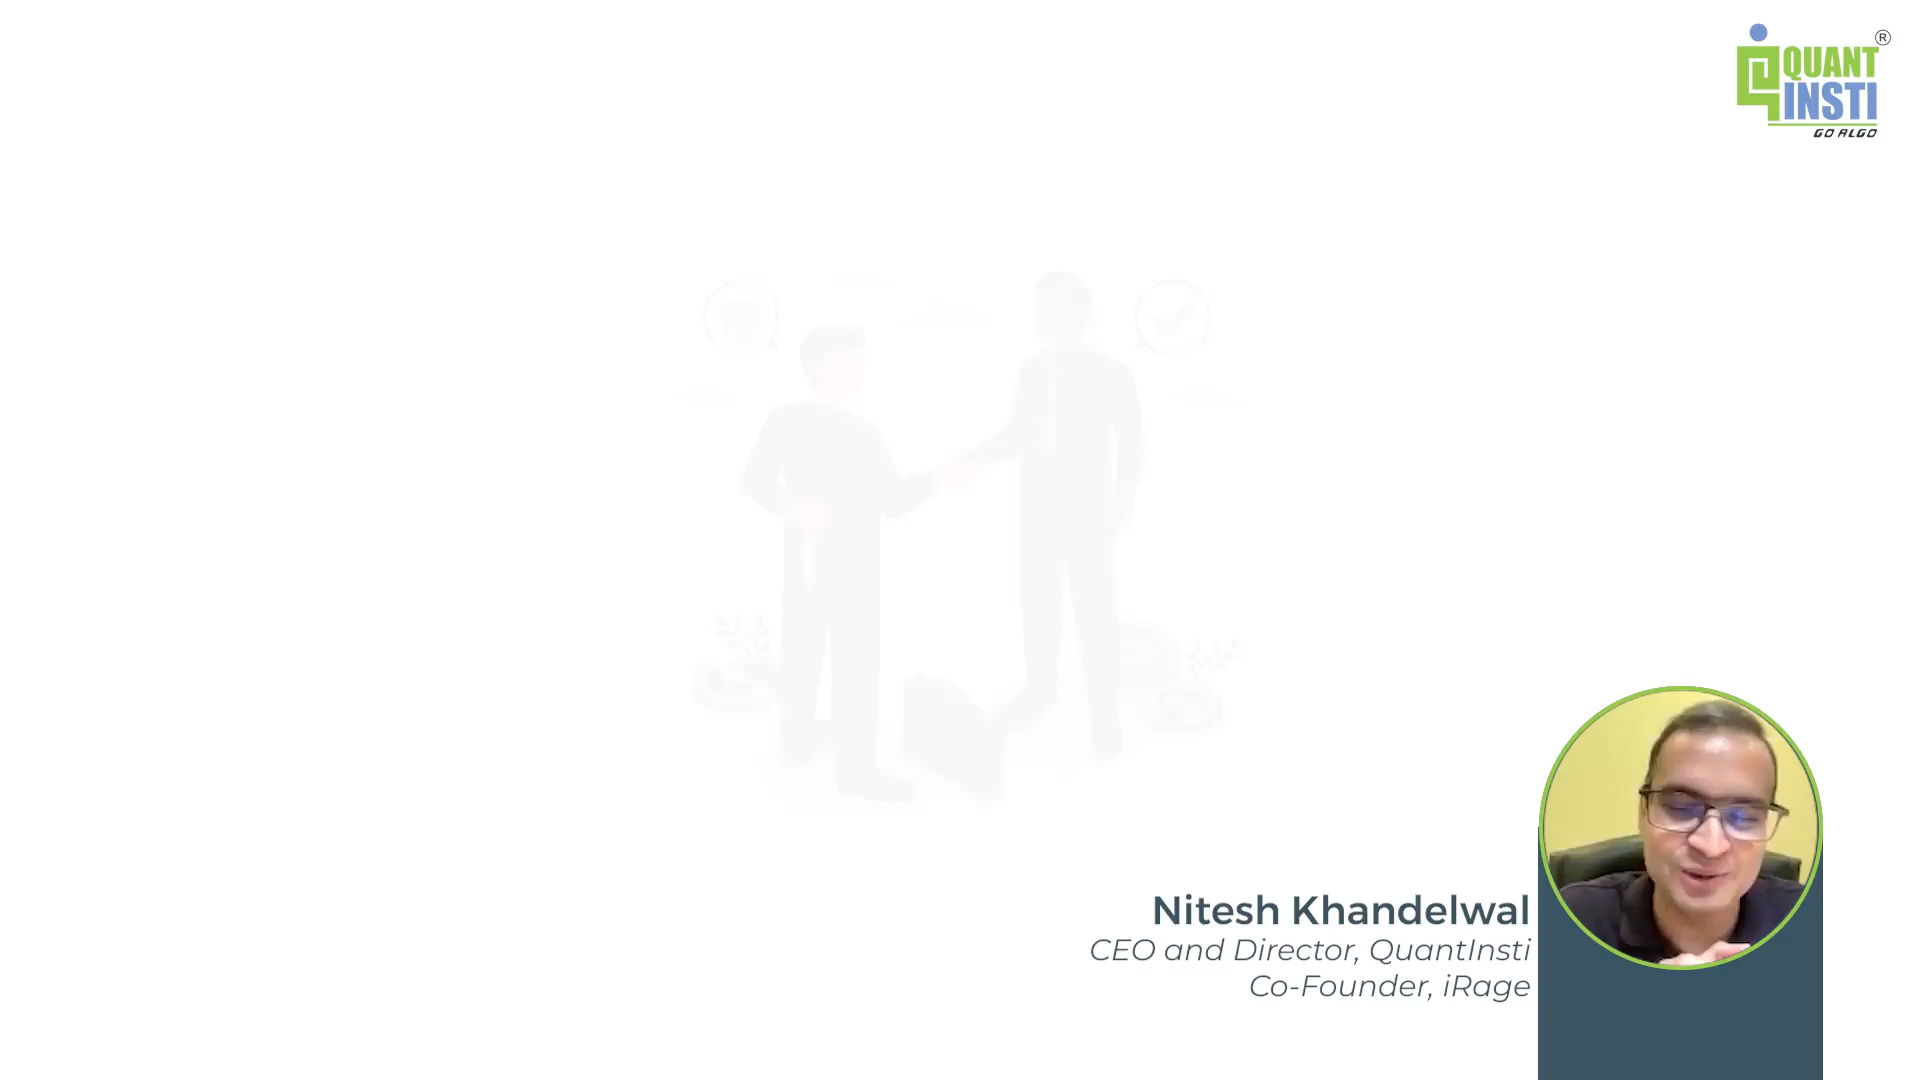 QUANT
INSTI
®
GO ALGO
Nitesh Khandelwal
CEO and Director, QuantInsti
Co-Founder, iRage